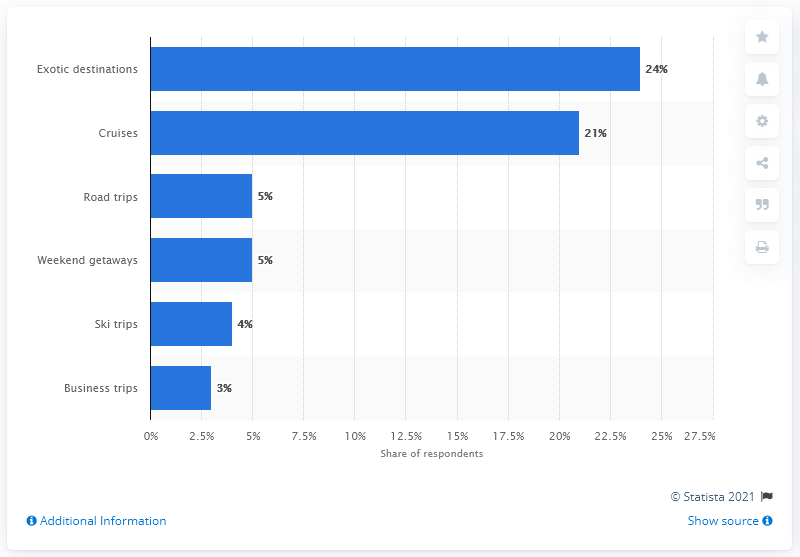 Exotic destinations 24%
Cruises 21%
Road trips 5%
Weekend getaways 5%
Ski trips 4%
Business trips 3%
0% 2.5% 5% 7.5% 10% 12.5% 15% 17.5% 20% 22.5% 25% 27.5%
Share of respondents
© Statista 2021
Additional Information Show source